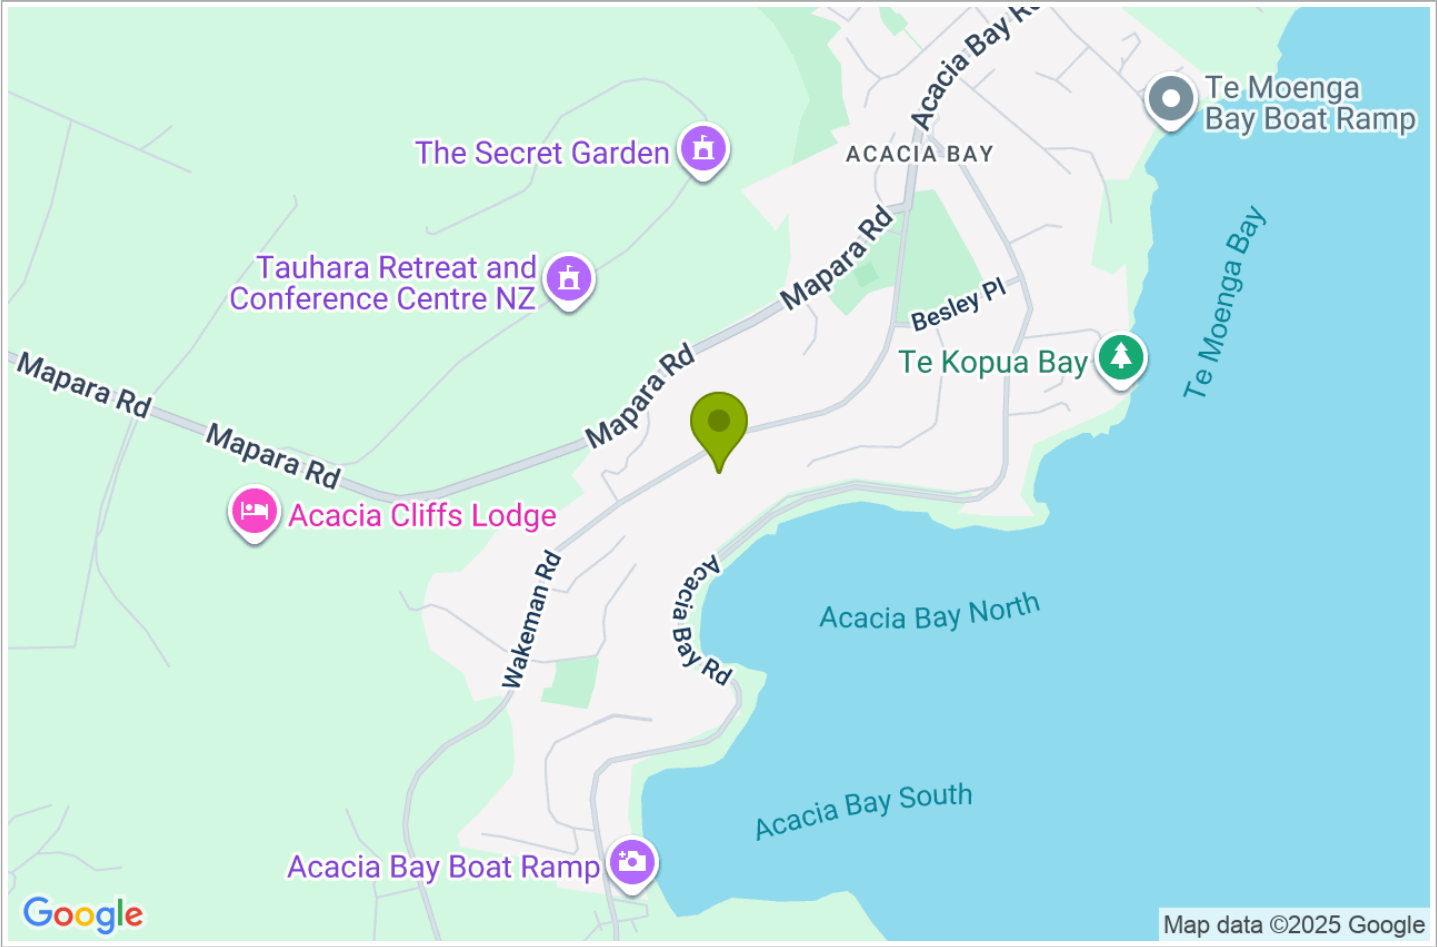 Acacia Bay Rd
Te Moenga
Bay Boat Ramp
The Secret Garden
ACACIA BAY
Mapara Rd
Te Moenga Bay
Tauhara Retreat and
Conference Centre NZ
Besley Pl
Mapara Rd
Te Kopua Bay
Mapara Rd
Mapara Rd
Acacia Cliffs Lodge
Wakeman Rd
Acacia Bay Rd
Acacia Bay North
Acacia Bay South
Acacia Bay Boat Ramp
Google
Map data ©2025 Google